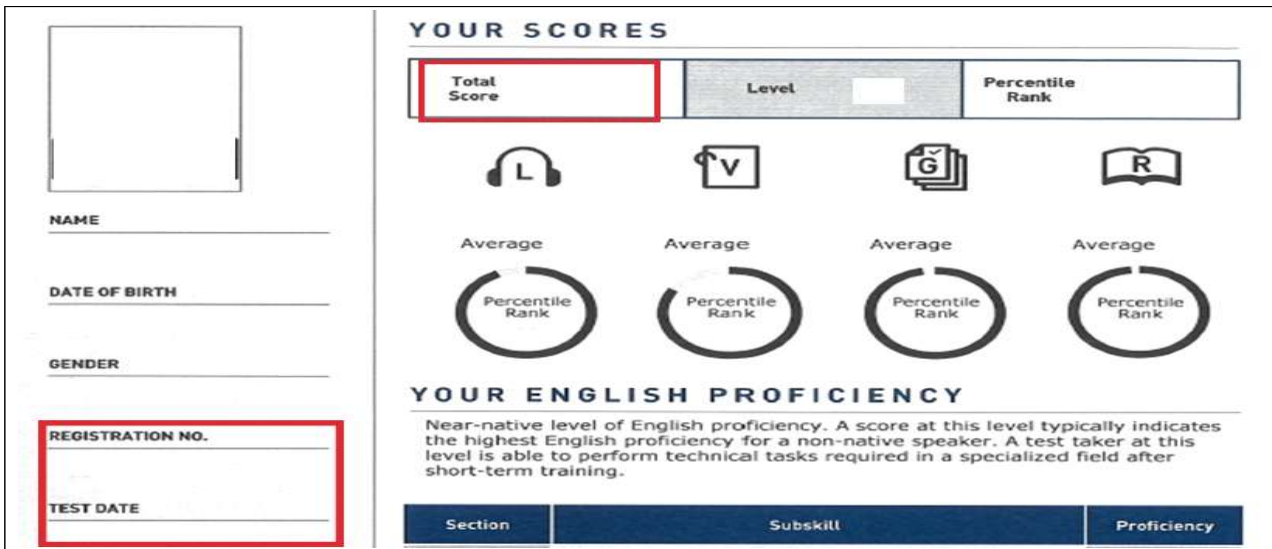 NAME
DATE OF BIRTH
GENDER
REGISTRATION NO.
TEST DATE
YOUR SCORES
Total
Score
Level
Percentile
Rank
L
V
G
R
Average
Average
Average
Average
Percentile
Rank
Percentile
Rank
Percentile
Rank
Percentile
Rank
YOUR ENGLISH PROFICIENCY
Near-native level of English proficiency. A score at this level typically indicates
the highest English proficiency for a non-native speaker. A test taker at this
level is able to perform technical tasks required in a specialized field after
short-term training.
Section Subskill Proficiency